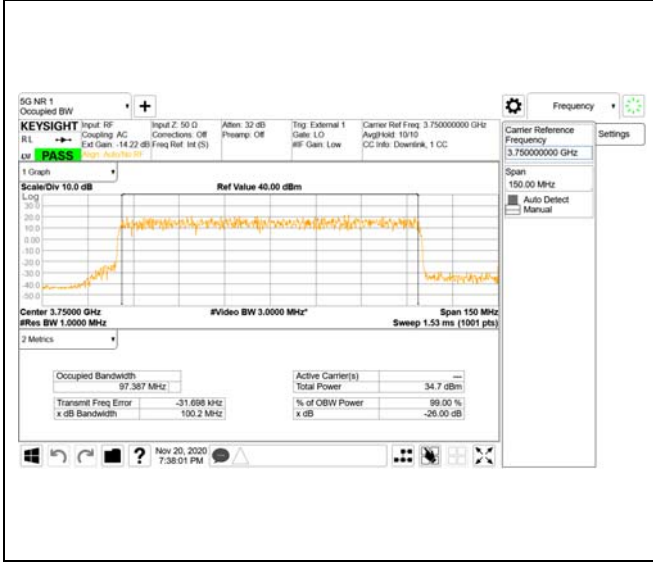 5G NR 1
Occupied BW
Frequency
KEYSIGHT Input: RF Input Z: 50 Ω Atten: 32 dB Trig: External 1 Carrier Ref Freq: 3.750000000 GHz
R L Coupling: AC Corrections: Off Preamp: Off Gate: LO Avg|Hold: 10/10
Ext Gain: -14.22 dB Freq Ref: Int (S) #IF Gain: Low CC Info: Downlink, 1 CC
PASS Align: Auto/No RF
Carrier Reference
Frequency
3.750000000 GHz
Settings
Span
150.00 MHz
Auto Detect
Manual
1 Graph
Scale/Div 10.0 dB Ref Value 40.00 dBm
Log
30.0
20.0
10.0
0.00
-10.0
-20.0
-30.0
-40.0
-50.0
Center 3.75000 GHz #Video BW 3.0000 MHz* Span 150 MHz
#Res BW 1.0000 MHz Sweep 1.53 ms (1001 pts)
2 Metrics
Occupied Bandwidth
97.387 MHz
Active Carrier(s) ---
Total Power 34.7 dBm
Transmit Freq Error -31.698 kHz % of OBW Power 99.00 %
x dB Bandwidth 100.2 MHz x dB -26.00 dB
Nov 20, 2020
7:38:01 PM